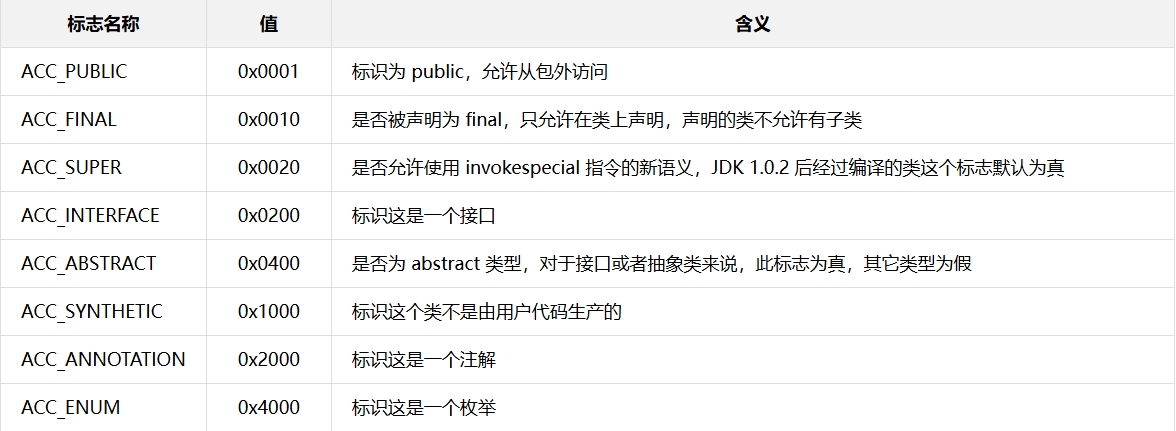 标志名称 值 含义
ACC_PUBLIC 0x0001 标识为 public，允许从包外访问
ACC_FINAL 0x0010 是否被声明为 final，只允许在类上声明，声明的类不允许有子类
ACC_SUPER 0x0020 是否允许使用 invokespecial 指令的新语义，JDK 1.0.2 后经过编译的类这个标志默认为真
ACC_INTERFACE 0x0200 标识这是一个接口
ACC_ABSTRACT 0x0400 是否为 abstract 类型，对于接口或者抽象类来说，此标志为真，其它类型为假
ACC_SYNTHETIC 0x1000 标识这个类不是由用户代码生产的
ACC_ANNOTATION 0x2000 标识这是一个注解
ACC_ENUM 0x4000 标识这是一个枚举